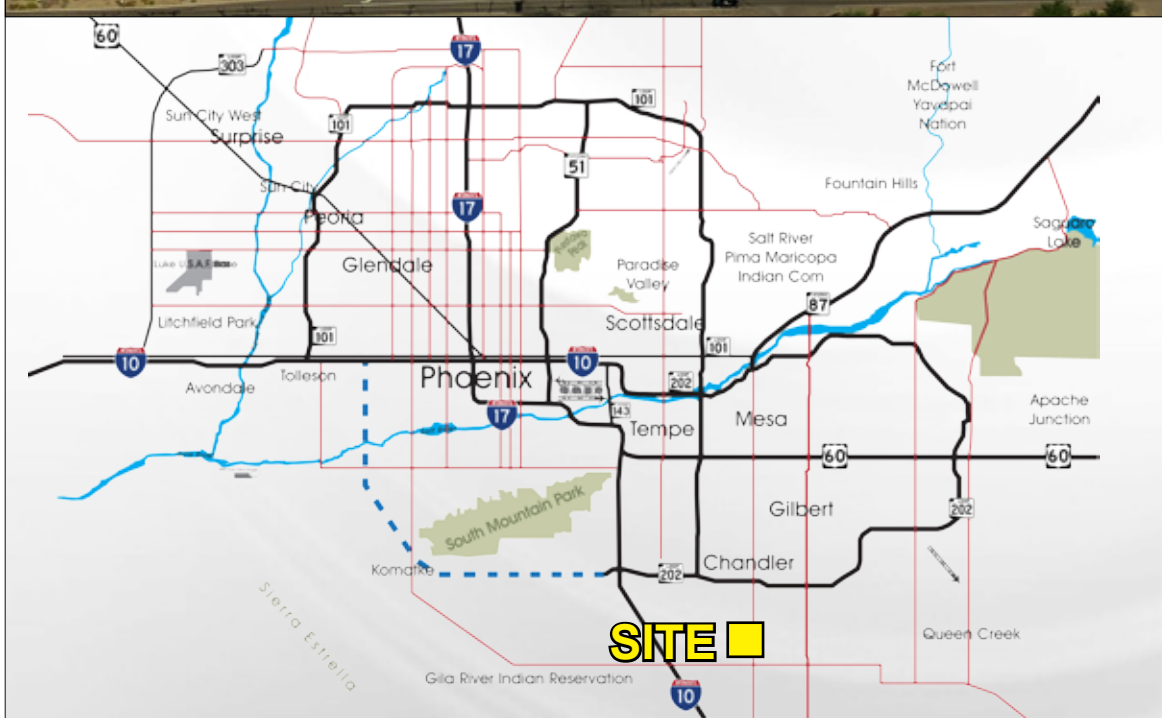 60
17
303
101
Fort
McDowell
Yavapai
Nation
Sun City West
Surprise
101
51
Sun City
Peoria
17
Fountain Hills
Saguaro
Lake
Salt River
Pima Maricopa
Indian Com
Luke U.S.A.F. Base
Glendale
Paradise
Valley
87
Litchfield Park
101
Scottsdale
101
10
Tolleson
Avondale
Phoenix
10
202
17
143
Tempe
Mesa
Apache
Junction
60
60
South Mountain Park
Gilbert
202
Komatke
202
Chandler
Sierra Estrella
SITE
Queen Creek
Gila River Indian Reservation
10